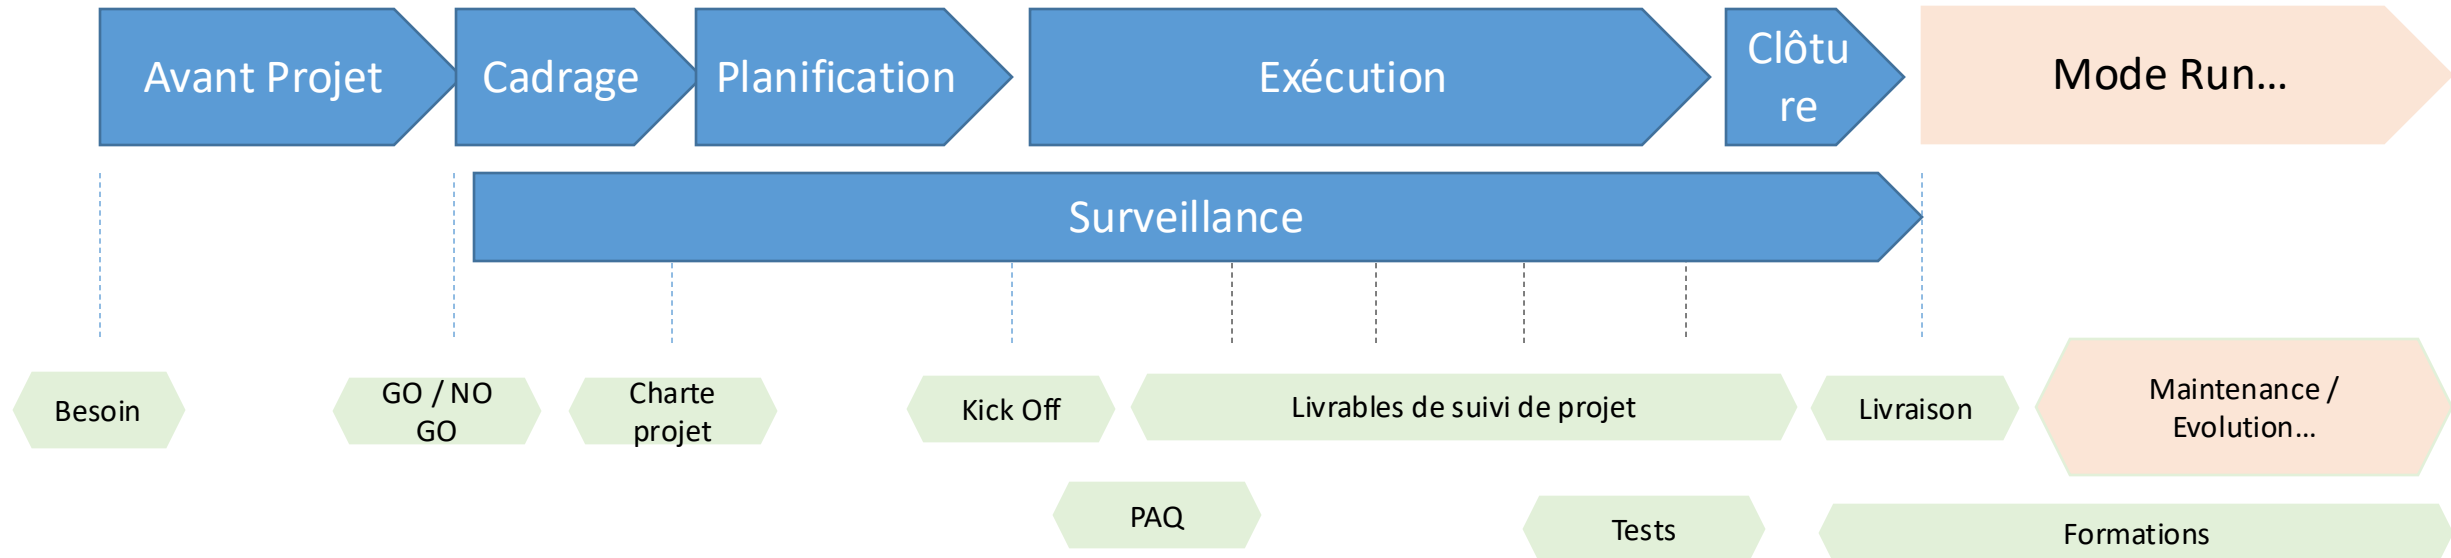 Avant Projet
Cadrage
Planification
Exécution
Clôtu
re
Mode Run...
Surveillance
Besoin
GO / NO
GO
Charte
projet
Kick Off
Livrables de suivi de projet
Livraison
Maintenance /
Evolution...
PAQ
Tests
Formations